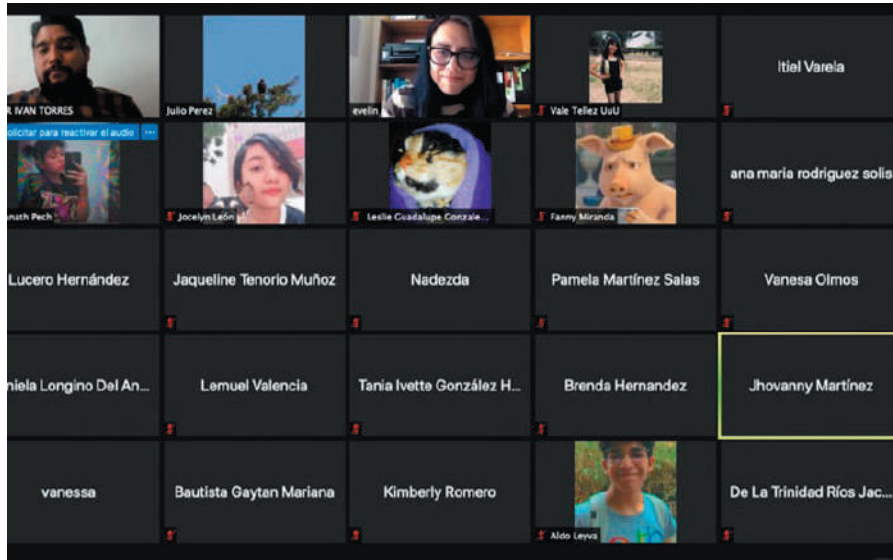 R IVAN TORRES
Julio Perez
evelin
Vale Tellez UuU
Itiel Varela
olicitar para reactivar el audio ...
nnath Pech
Jocelyn León
Leslie Guadalupe Gonzale...
Fanny Miranda
ana maria rodriguez solis
Lucero Hernández
Jaqueline Tenorio Muñoz
Nadezda
Pamela Martínez Salas
Vanesa Olmos
niela Longino Del An...
Lemuel Valencia
Tania Ivette González H...
Brenda Hernandez
Jhovanny Martínez
vanessa
Bautista Gaytan Mariana
Kimberly Romero
Aldo Leyva
De La Trinidad Ríos Jac...